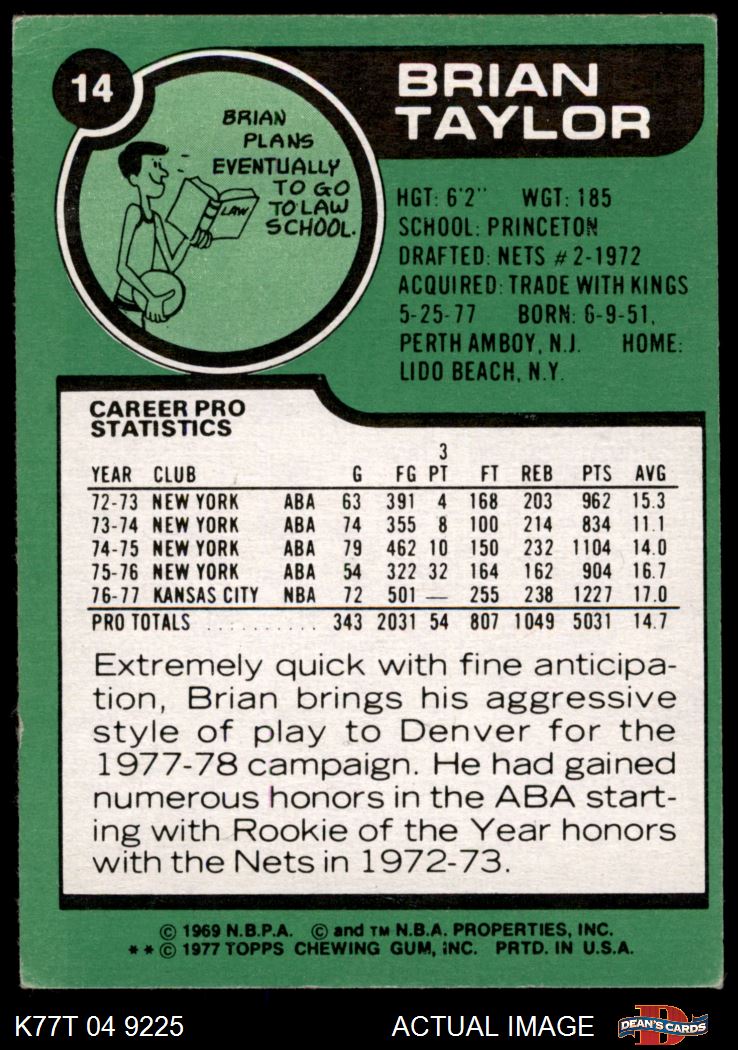 14
BRIAN
TAYLOR
BRIAN
PLANS
EVENTUALLY
TO GO
TO LAW
SCHOOL.
LAW
HGT: 6'2" WGT: 185
SCHOOL: PRINCETON
DRAFTED: NETS #2-1972
ACQUIRED: TRADE WITH KINGS
5-25-77 BORN: 6-9-51,
PERTH AMBOY, N.J. HOME:
LIDO BEACH, N.Y.
CAREER PRO
STATISTICS
3
YEAR CLUB G FG PT FT REB PTS AVG
72-73 NEW YORK ABA 63 391 4 168 203 962 15.3
73-74 NEW YORK ABA 74 355 8 100 214 834 11.1
74-75 NEW YORK ABA 79 462 10 150 232 1104 14.0
75-76 NEW YORK ABA 54 322 32 164 162 904 16.7
76-77 KANSAS CITY NBA 72 501 — 255 238 1227 17.0
PRO TOTALS .......... 343 2031 54 807 1049 5031 14.7
Extremely quick with fine anticipa-
tion, Brian brings his aggressive
style of play to Denver for the
1977-78 campaign. He had gained
numerous honors in the ABA start-
ing with Rookie of the Year honors
with the Nets in 1972-73.
© 1969 N.B.P.A. © and TM N.B.A. PROPERTIES, INC.
**© 1977 TOPPS CHEWING GUM, INC. PRTD. IN U.S.A.
K77T 04 9225 ACTUAL IMAGE D DEAN'S CARDS